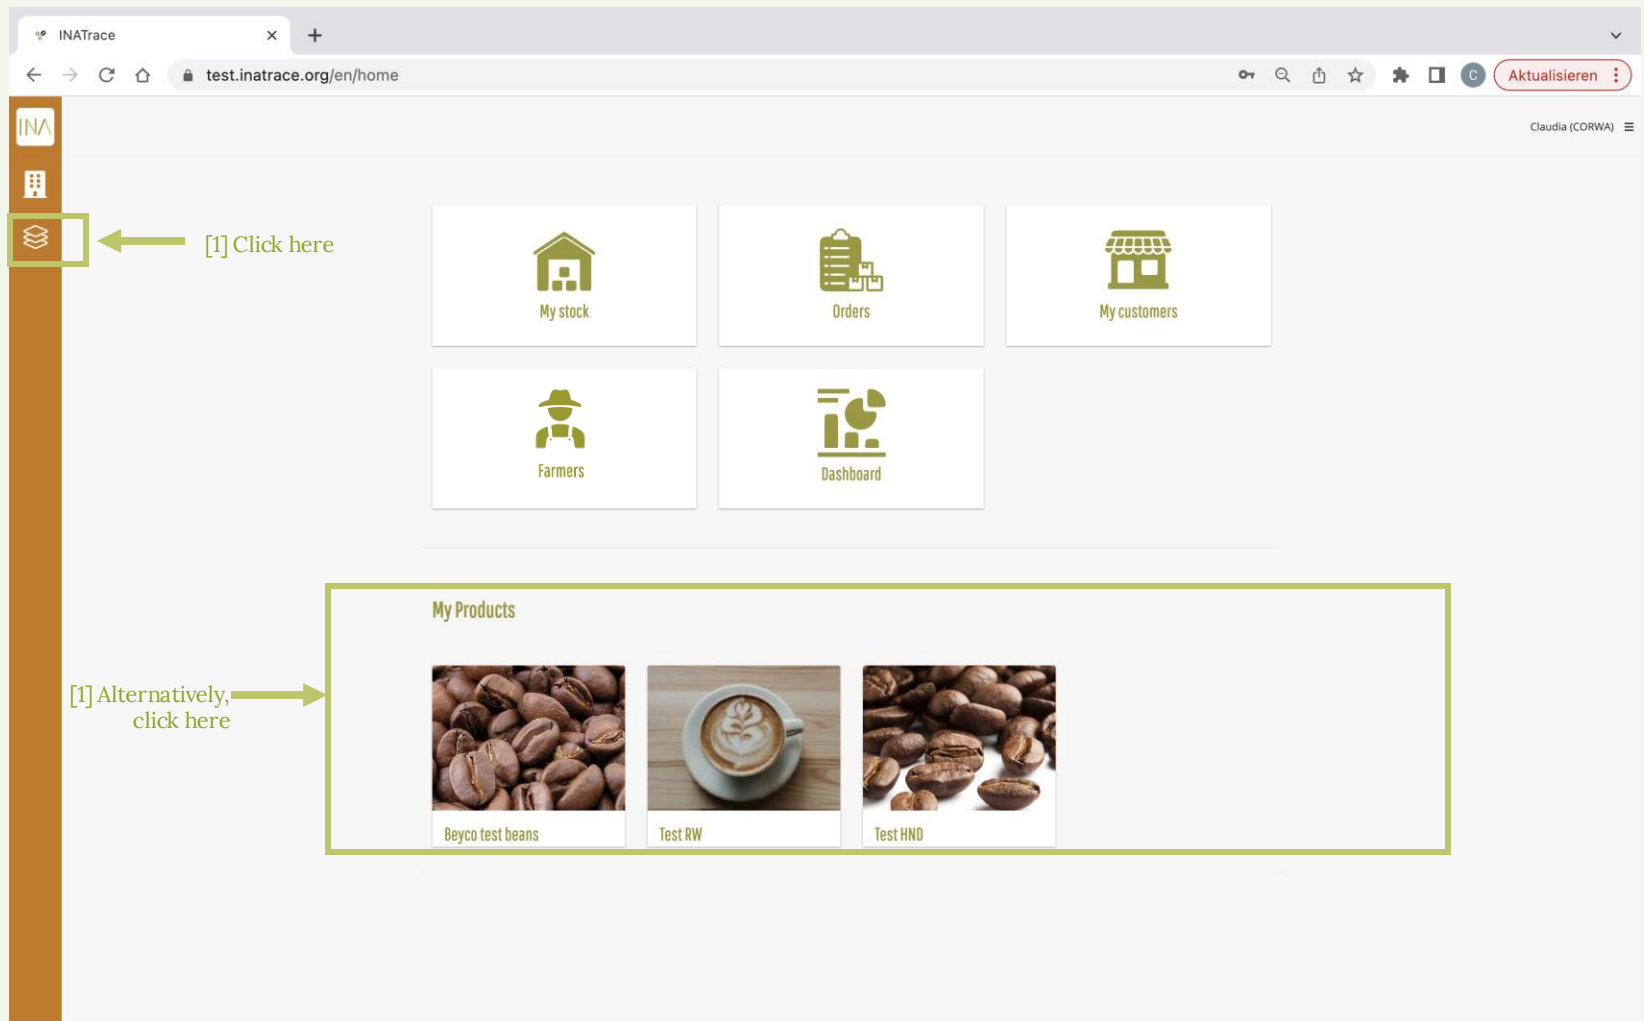 INATrace
test.inatrace.org/en/home
C
Aktualisieren
INA
Claudia (CORWA)
[1] Click here
My stock
Orders
My customers
Farmers
Dashboard
My Products
[1] Alternatively,
click here
Beyco test beans
Test RW
Test HND